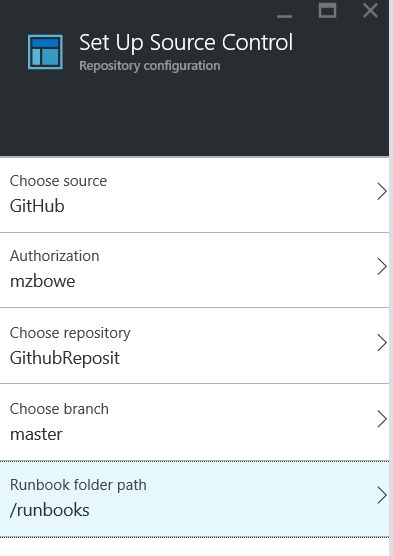 Set Up Source Control
Repository configuration
Choose source
GitHub
Authorization
mzbowe
Choose repository
GithubReposit
Choose branch
master
Runbook folder path
/runbooks